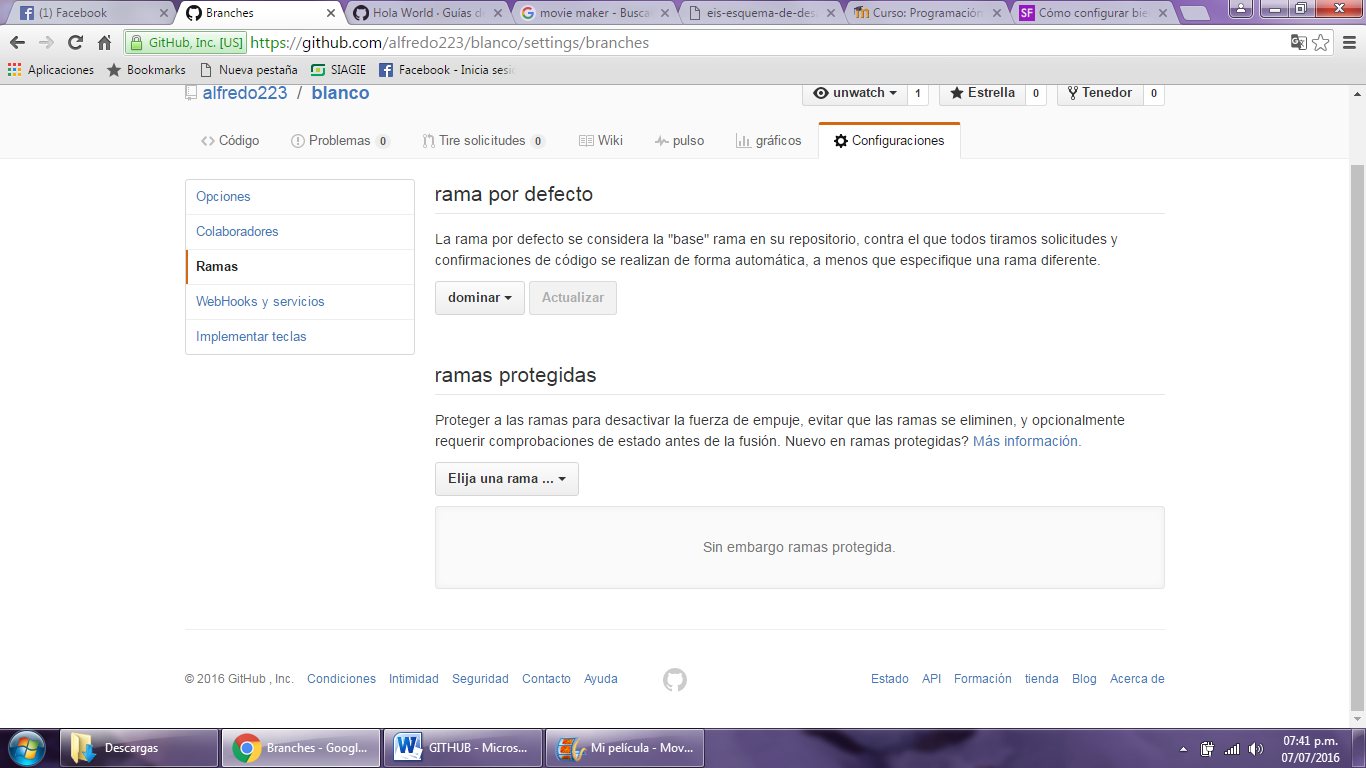 (1) Facebook
Branches
Hola World · Guías d
movie maker - Busca
eis-esquema-de-des
Curso: Programación
SF Cómo configurar bie
GitHub, Inc. [US] https://github.com/alfredo223/blanco/settings/branches
Aplicaciones Bookmarks Nueva pestaña SIAGIE Facebook - Inicia sesió
alfredo223 / blanco
unwatch 1 Estrella 0 Tenedor 0
Código Problemas 0 Tire solicitudes 0 Wiki pulso gráficos Configuraciones
Opciones
Colaboradores
Ramas
WebHooks y servicios
Implementar teclas
rama por defecto
La rama por defecto se considera la "base" rama en su repositorio, contra el que todos tiramos solicitudes y
confirmaciones de código se realizan de forma automática, a menos que especifique una rama diferente.
dominar Actualizar
ramas protegidas
Proteger a las ramas para desactivar la fuerza de empuje, evitar que las ramas se eliminen, y opcionalmente
requerir comprobaciones de estado antes de la fusión. Nuevo en ramas protegidas? Más información.
Elija una rama ...
Sin embargo ramas protegida.
© 2016 GitHub , Inc. Condiciones Intimidad Seguridad Contacto Ayuda
Estado API Formación tienda Blog Acerca de
Descargas
Branches - Googl...
GITHUB - Micros...
Mi película - Mov...
07:41 p.m.
07/07/2016